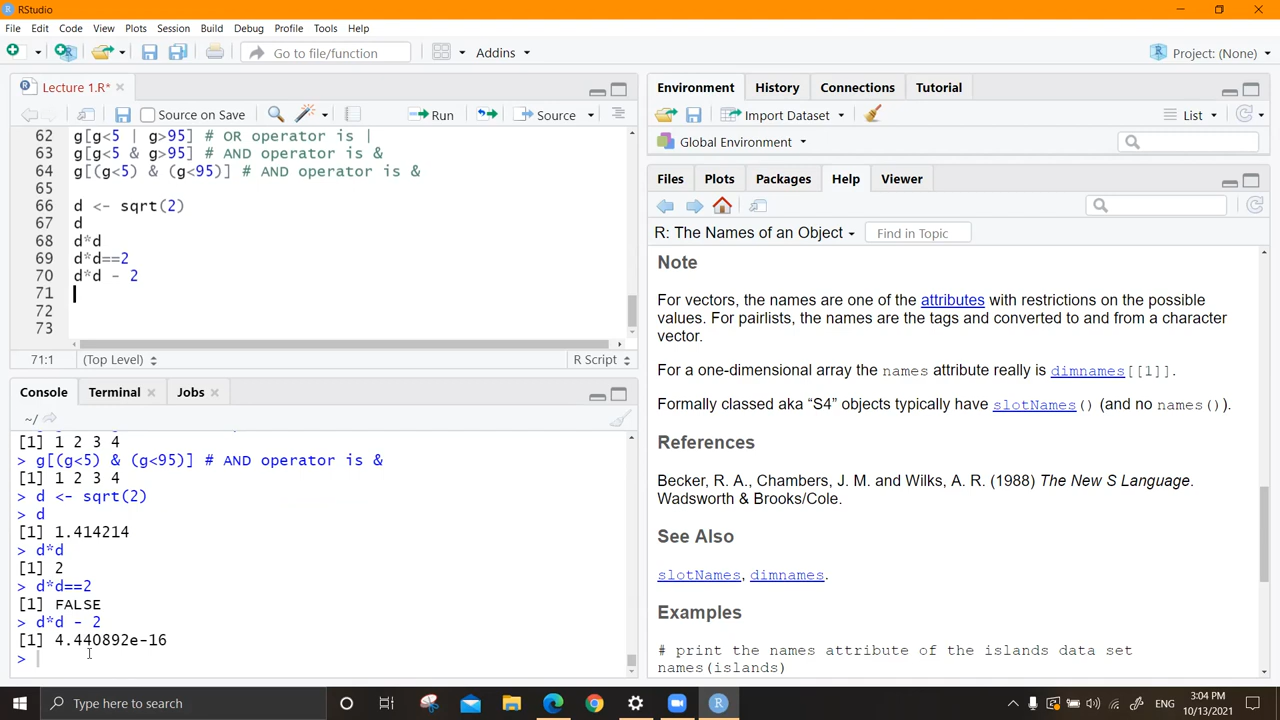 RStudio
File Edit Code View Plots Session Build Debug Profile Tools Help
Go to file/function
Addins
Project: (None)
Lecture 1.R*
Source on Save
Run
Source
62 g[g<5 | g>95] # OR operator is |
63 g[g<5 & g>95] # AND operator is &
64 g[(g<5) & (g<95)] # AND operator is &
65
66 d <- sqrt(2)
67 d
68 d*d
69 d*d==2
70 d*d - 2
71
72
73
71:1 (Top Level) R Script
Console Terminal Jobs
~/
[1] 1 2 3 4
> g[(g<5) & (g<95)] # AND operator is &
[1] 1 2 3 4
> d <- sqrt(2)
> d
[1] 1.414214
> d*d
[1] 2
> d*d==2
[1] FALSE
> d*d - 2
[1] 4.440892e-16
>
Environment History Connections Tutorial
Import Dataset
List
Global Environment
Files Plots Packages Help Viewer
R: The Names of an Object
Find in Topic
Note
For vectors, the names are one of the attributes with restrictions on the possible
values. For pairlists, the names are the tags and converted to and from a character
vector.
For a one-dimensional array the names attribute really is dimnames[[1]].
Formally classed aka “S4” objects typically have slotNames() (and no names()).
References
Becker, R. A., Chambers, J. M. and Wilks, A. R. (1988) The New S Language.
Wadsworth & Brooks/Cole.
See Also
slotNames, dimnames.
Examples
# print the names attribute of the islands data set
names(islands)
Type here to search
ENG
3:04 PM
10/13/2021